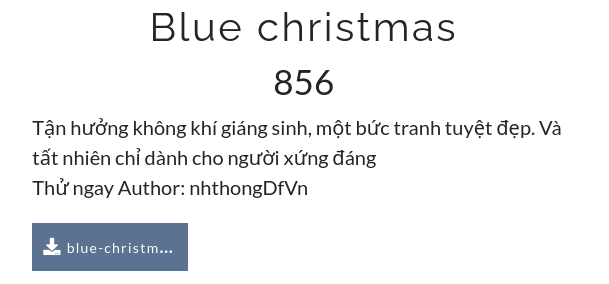 Blue christmas
856
Tận hưởng không khí giáng sinh, một bức tranh tuyệt đẹp. Và
tất nhiên chỉ dành cho người xứng đáng
Thử ngay Author: nhthongDfVn
blue-christm...